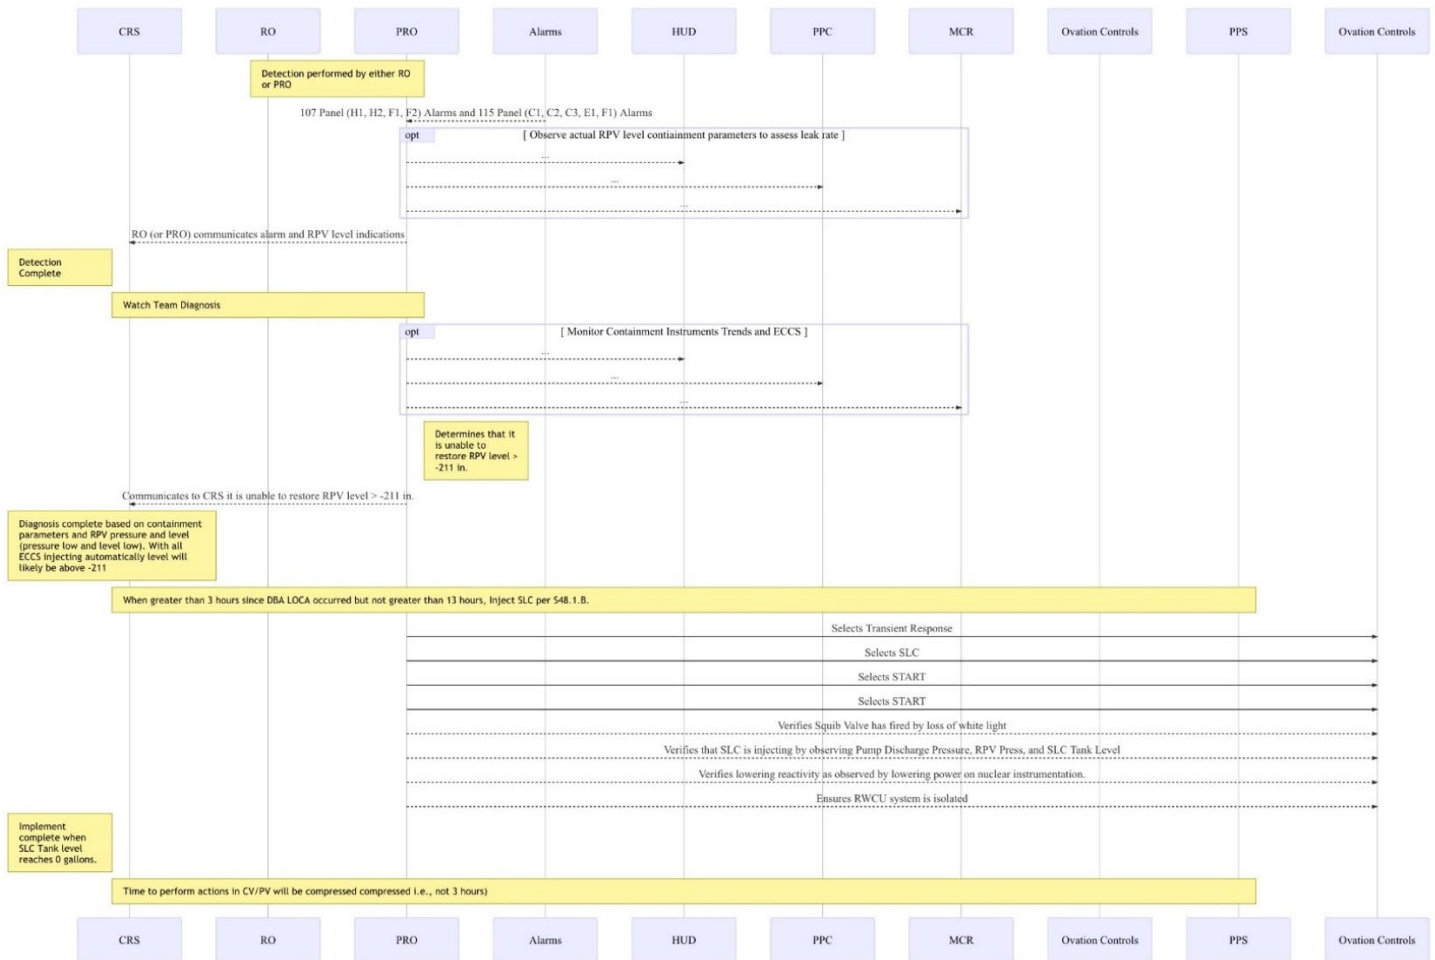 CRS RO PRO Alarms HUD PPC MCR Ovation Controls PPS Ovation Controls
Detection performed by either RO
or PRO
107 Panel (H1, H2, F1, F2) Alarms and 115 Panel (C1, C2, C3, E1, F1) Alarms
opt [ Observe actual RPV level contiainment parameters to assess leak rate ]
...
...
...
RO (or PRO) communicates alarm and RPV level indications
Detection
Complete
Watch Team Diagnosis
opt [ Monitor Containment Instruments Trends and ECCS ]
...
...
...
Determines that it
is unable to
restore RPV level >
-211 in.
Communicates to CRS it is unable to restore RPV level > -211 in.
Diagnosis complete based on containment
parameters and RPV pressure and level
(pressure low and level low). With all
ECCS injecting automatically level will
likely be above -211
When greater than 3 hours since DBA LOCA occurred but not greater than 13 hours, Inject SLC per S48.1.B.
Selects Transient Response
Selects SLC
Selects START
Selects START
Verifies Squib Valve has fired by loss of white light
Verifies that SLC is injecting by observing Pump Discharge Pressure, RPV Press, and SLC Tank Level
Verifies lowering reactivity as observed by lowering power on nuclear instrumentation.
Ensures RWCU system is isolated
Implement
complete when
SLC Tank level
reaches 0 gallons.
Time to perform actions in CV/PV will be compressed compressed i.e., not 3 hours)
CRS RO PRO Alarms HUD PPC MCR Ovation Controls PPS Ovation Controls